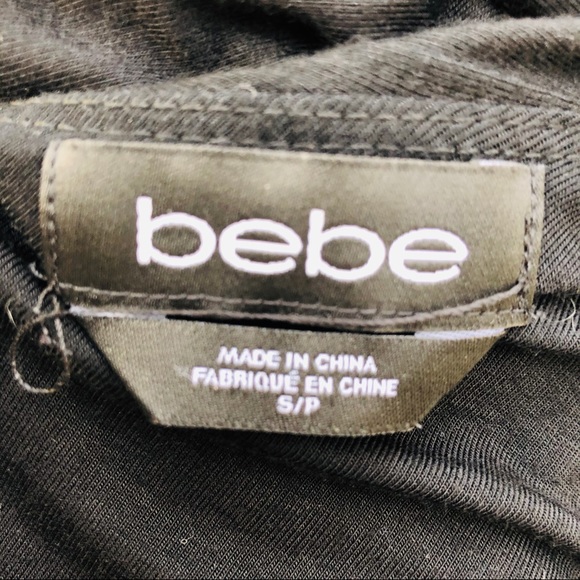 bebe
MADE IN CHINA
FABRIQUÉ EN CHINE
S/P